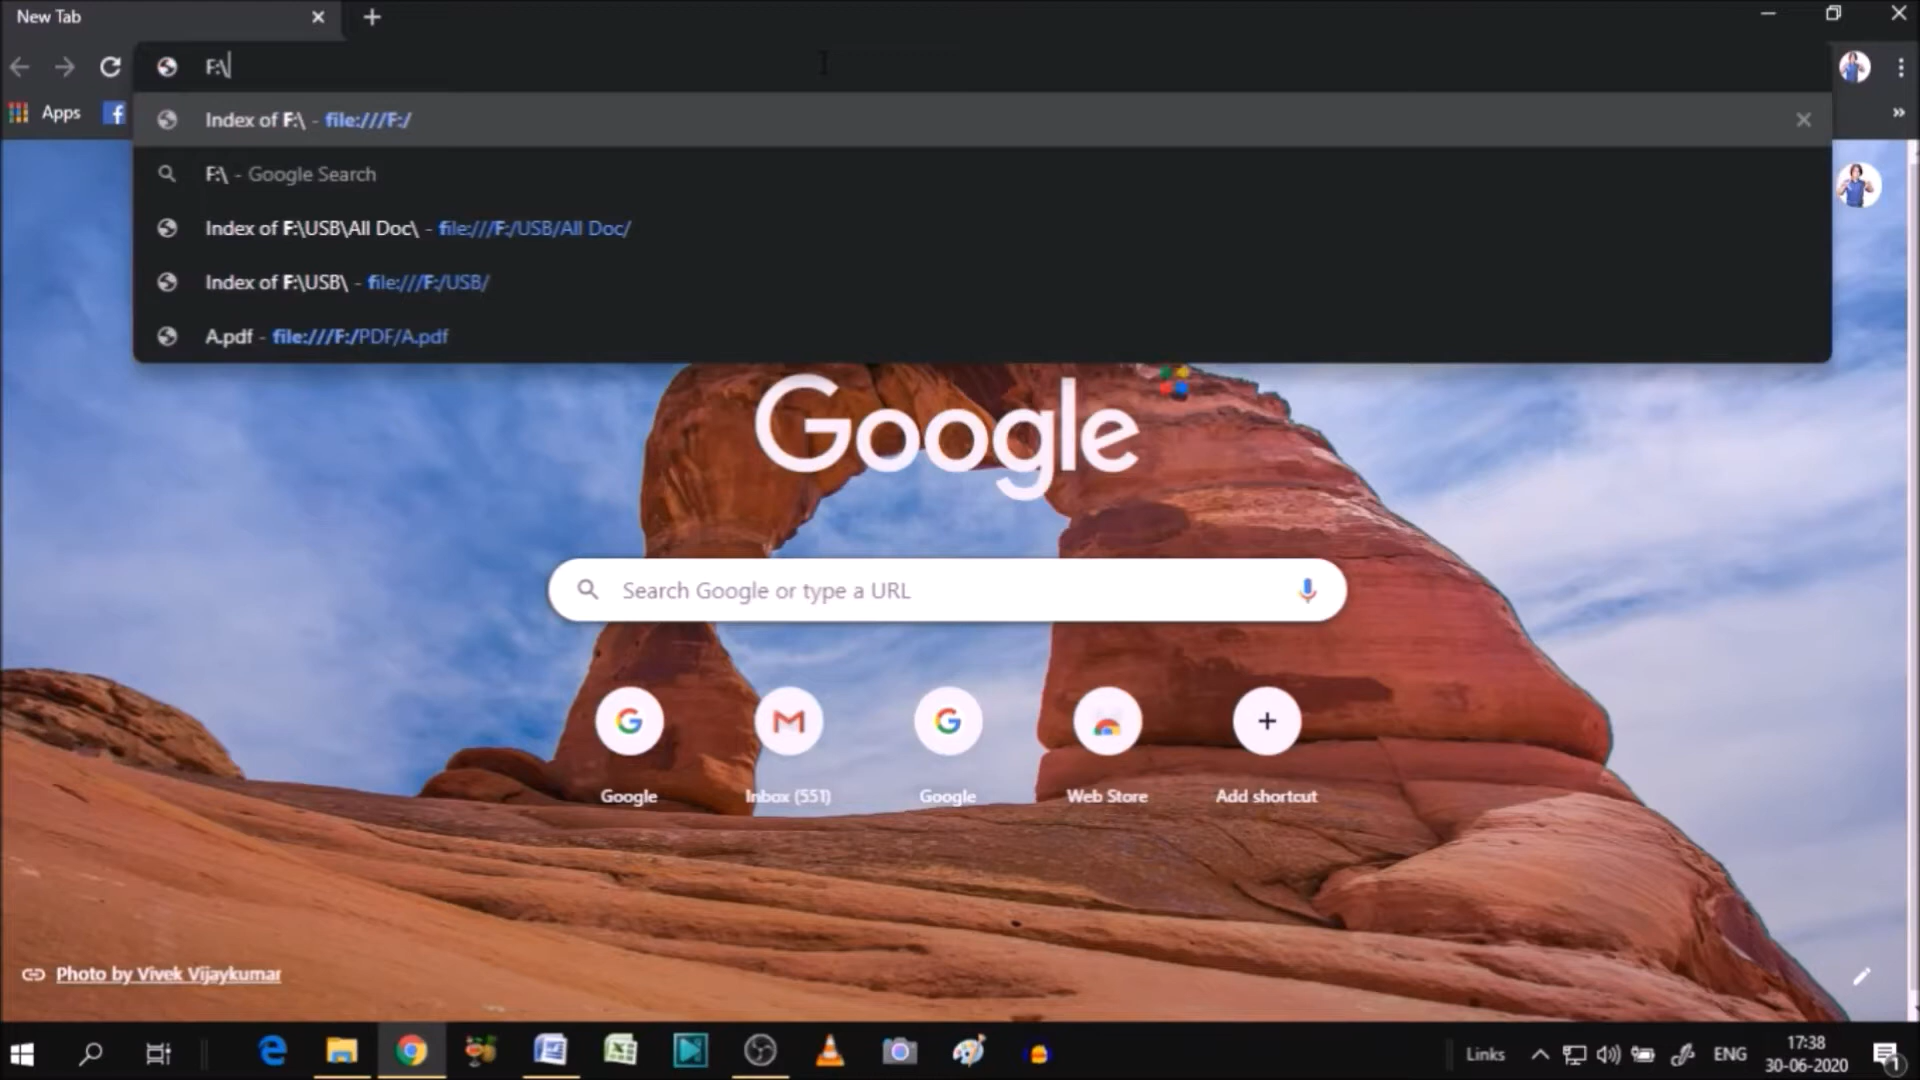 New Tab
F:\
Apps
Index of F:\ - file:///F:/
F:\ - Google Search
Index of F:\USB\All Doc\ - file:///F:/USB/All Doc/
Index of F:\USB\ - file:///F:/USB/
A.pdf - file:///F:/PDF/A.pdf
Google
Search Google or type a URL
Google
Inbox (551)
Google
Web Store
Add shortcut
Photo by Vivek Vijaykumar
Links
ENG
17:38
30-06-2020
1